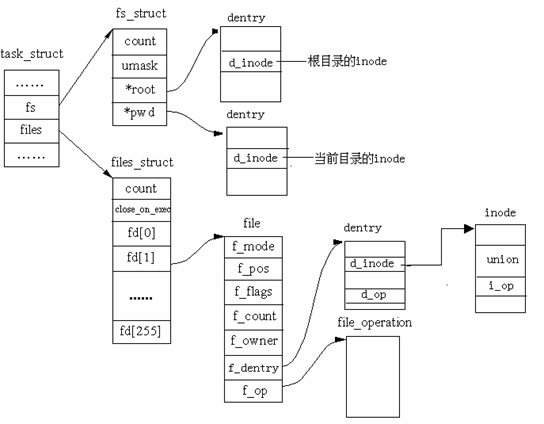 task_struct
……
fs
files
……
fs_struct
count
umask
*root
*pwd
dentry
d_inode
根目录的inode
dentry
d_inode
当前目录的inode
files_struct
count
close_on_exec
fd[0]
fd[1]
……
fd[255]
file
f_mode
f_pos
f_flags
f_count
f_owner
f_dentry
f_op
dentry
d_inode
d_op
inode
union
i_op
file_operation